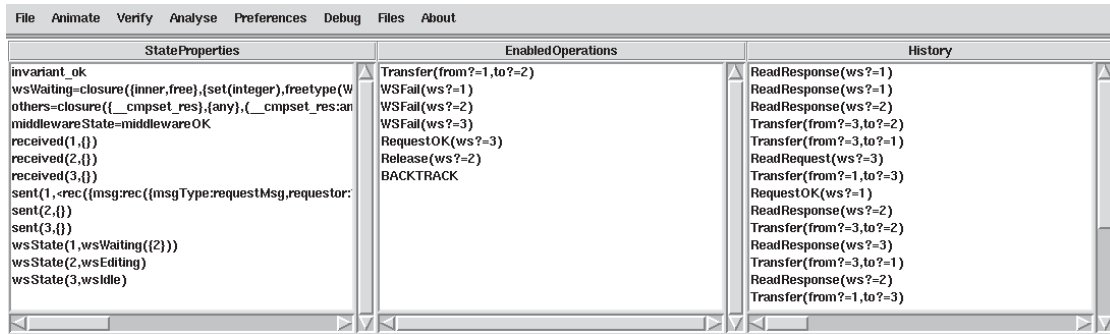 File Animate Verify Analyse Preferences Debug Files About
StateProperties
invariant_ok
wsWaiting=closure({inner,free},{set(integer),freetype(W
others=closure({__cmpset_res},{any},(__cmpset_res:an
middlewareState=middlewareOK
received(1,{})
received(2,{})
received(3,{})
sent(1,<rec({msg:rec({msgType:requestMsg,requestor:
sent(2,{})
sent(3,{})
wsState(1,wsWaiting({2}))
wsState(2,wsEditing)
wsState(3,wsIdle)
EnabledOperations
Transfer(from?=1,to?=2)
WSFail(ws?=1)
WSFail(ws?=2)
WSFail(ws?=3)
RequestOK(ws?=3)
Release(ws?=2)
BACKTRACK
History
ReadResponse(ws?=1)
ReadResponse(ws?=1)
ReadResponse(ws?=2)
Transfer(from?=3,to?=2)
Transfer(from?=3,to?=1)
ReadRequest(ws?=3)
Transfer(from?=1,to?=3)
RequestOK(ws?=1)
ReadResponse(ws?=2)
Transfer(from?=3,to?=2)
ReadResponse(ws?=3)
Transfer(from?=3,to?=1)
ReadResponse(ws?=2)
Transfer(from?=1,to?=3)